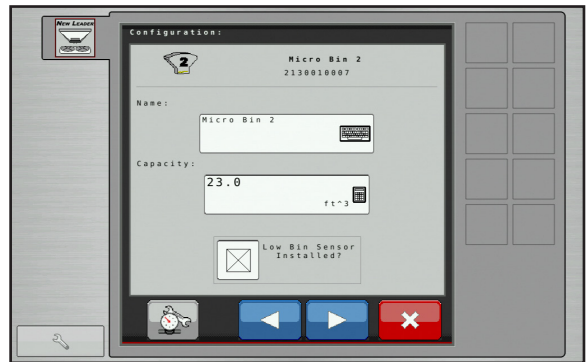 NEW LEADER
Configuration:
2
Micro Bin 2
2130010007
Name:
Micro Bin 2
Capacity:
23.0
ft^3
Low Bin Sensor
Installed?